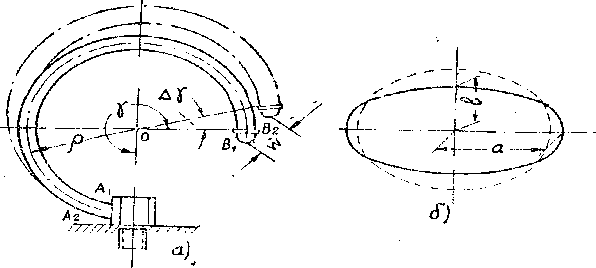 γ
Δγ
ρ
о
B₁
B₂
A₁
A₂
а)
в
а
б)